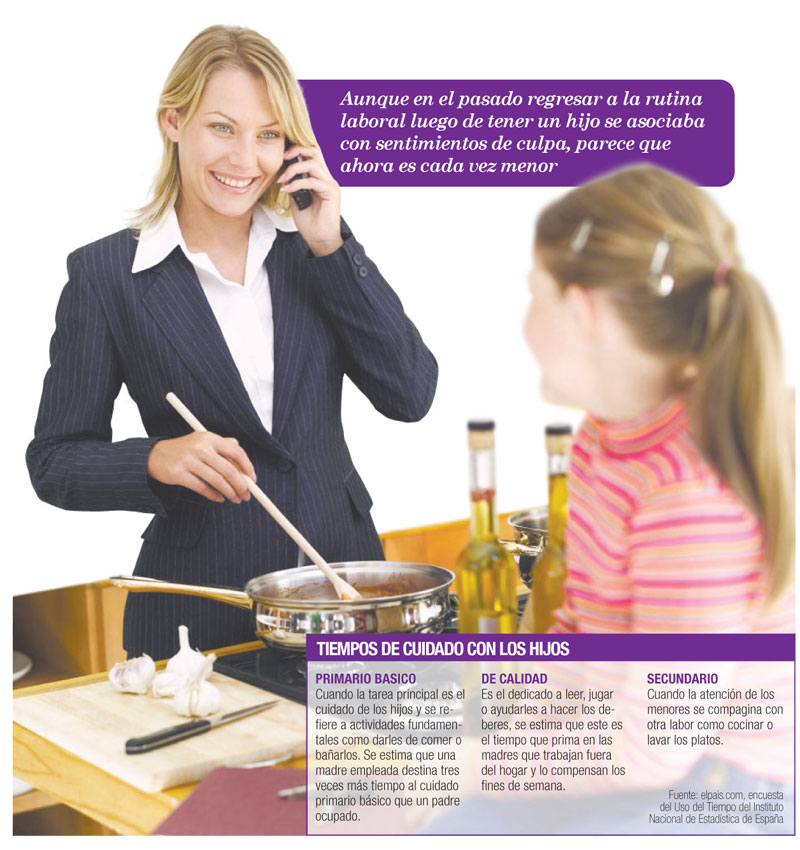 Aunque en el pasado regresar a la rutina
laboral luego de tener un hijo se asociaba
con sentimientos de culpa, parece que
ahora es cada vez menor
TIEMPOS DE CUIDADO CON LOS HIJOS
PRIMARIO BASICO
Cuando la tarea principal es el
cuidado de los hijos y se re-
fiere a actividades fundamen-
tales como darles de comer o
bañarlos. Se estima que una
madre empleada destina tres
veces más tiempo al cuidado
primario básico que un padre
ocupado.
DE CALIDAD
Es el dedicado a leer, jugar
o ayudarles a hacer los de-
beres, se estima que este es
el tiempo que prima en las
madres que trabajan fuera
del hogar y lo compensan los
fines de semana.
SECUNDARIO
Cuando la atención de los
menores se compagina con
otra labor como cocinar o
lavar los platos.
Fuente: elpais.com, encuesta
del Uso del Tiempo del Instituto
Nacional de Estadística de España